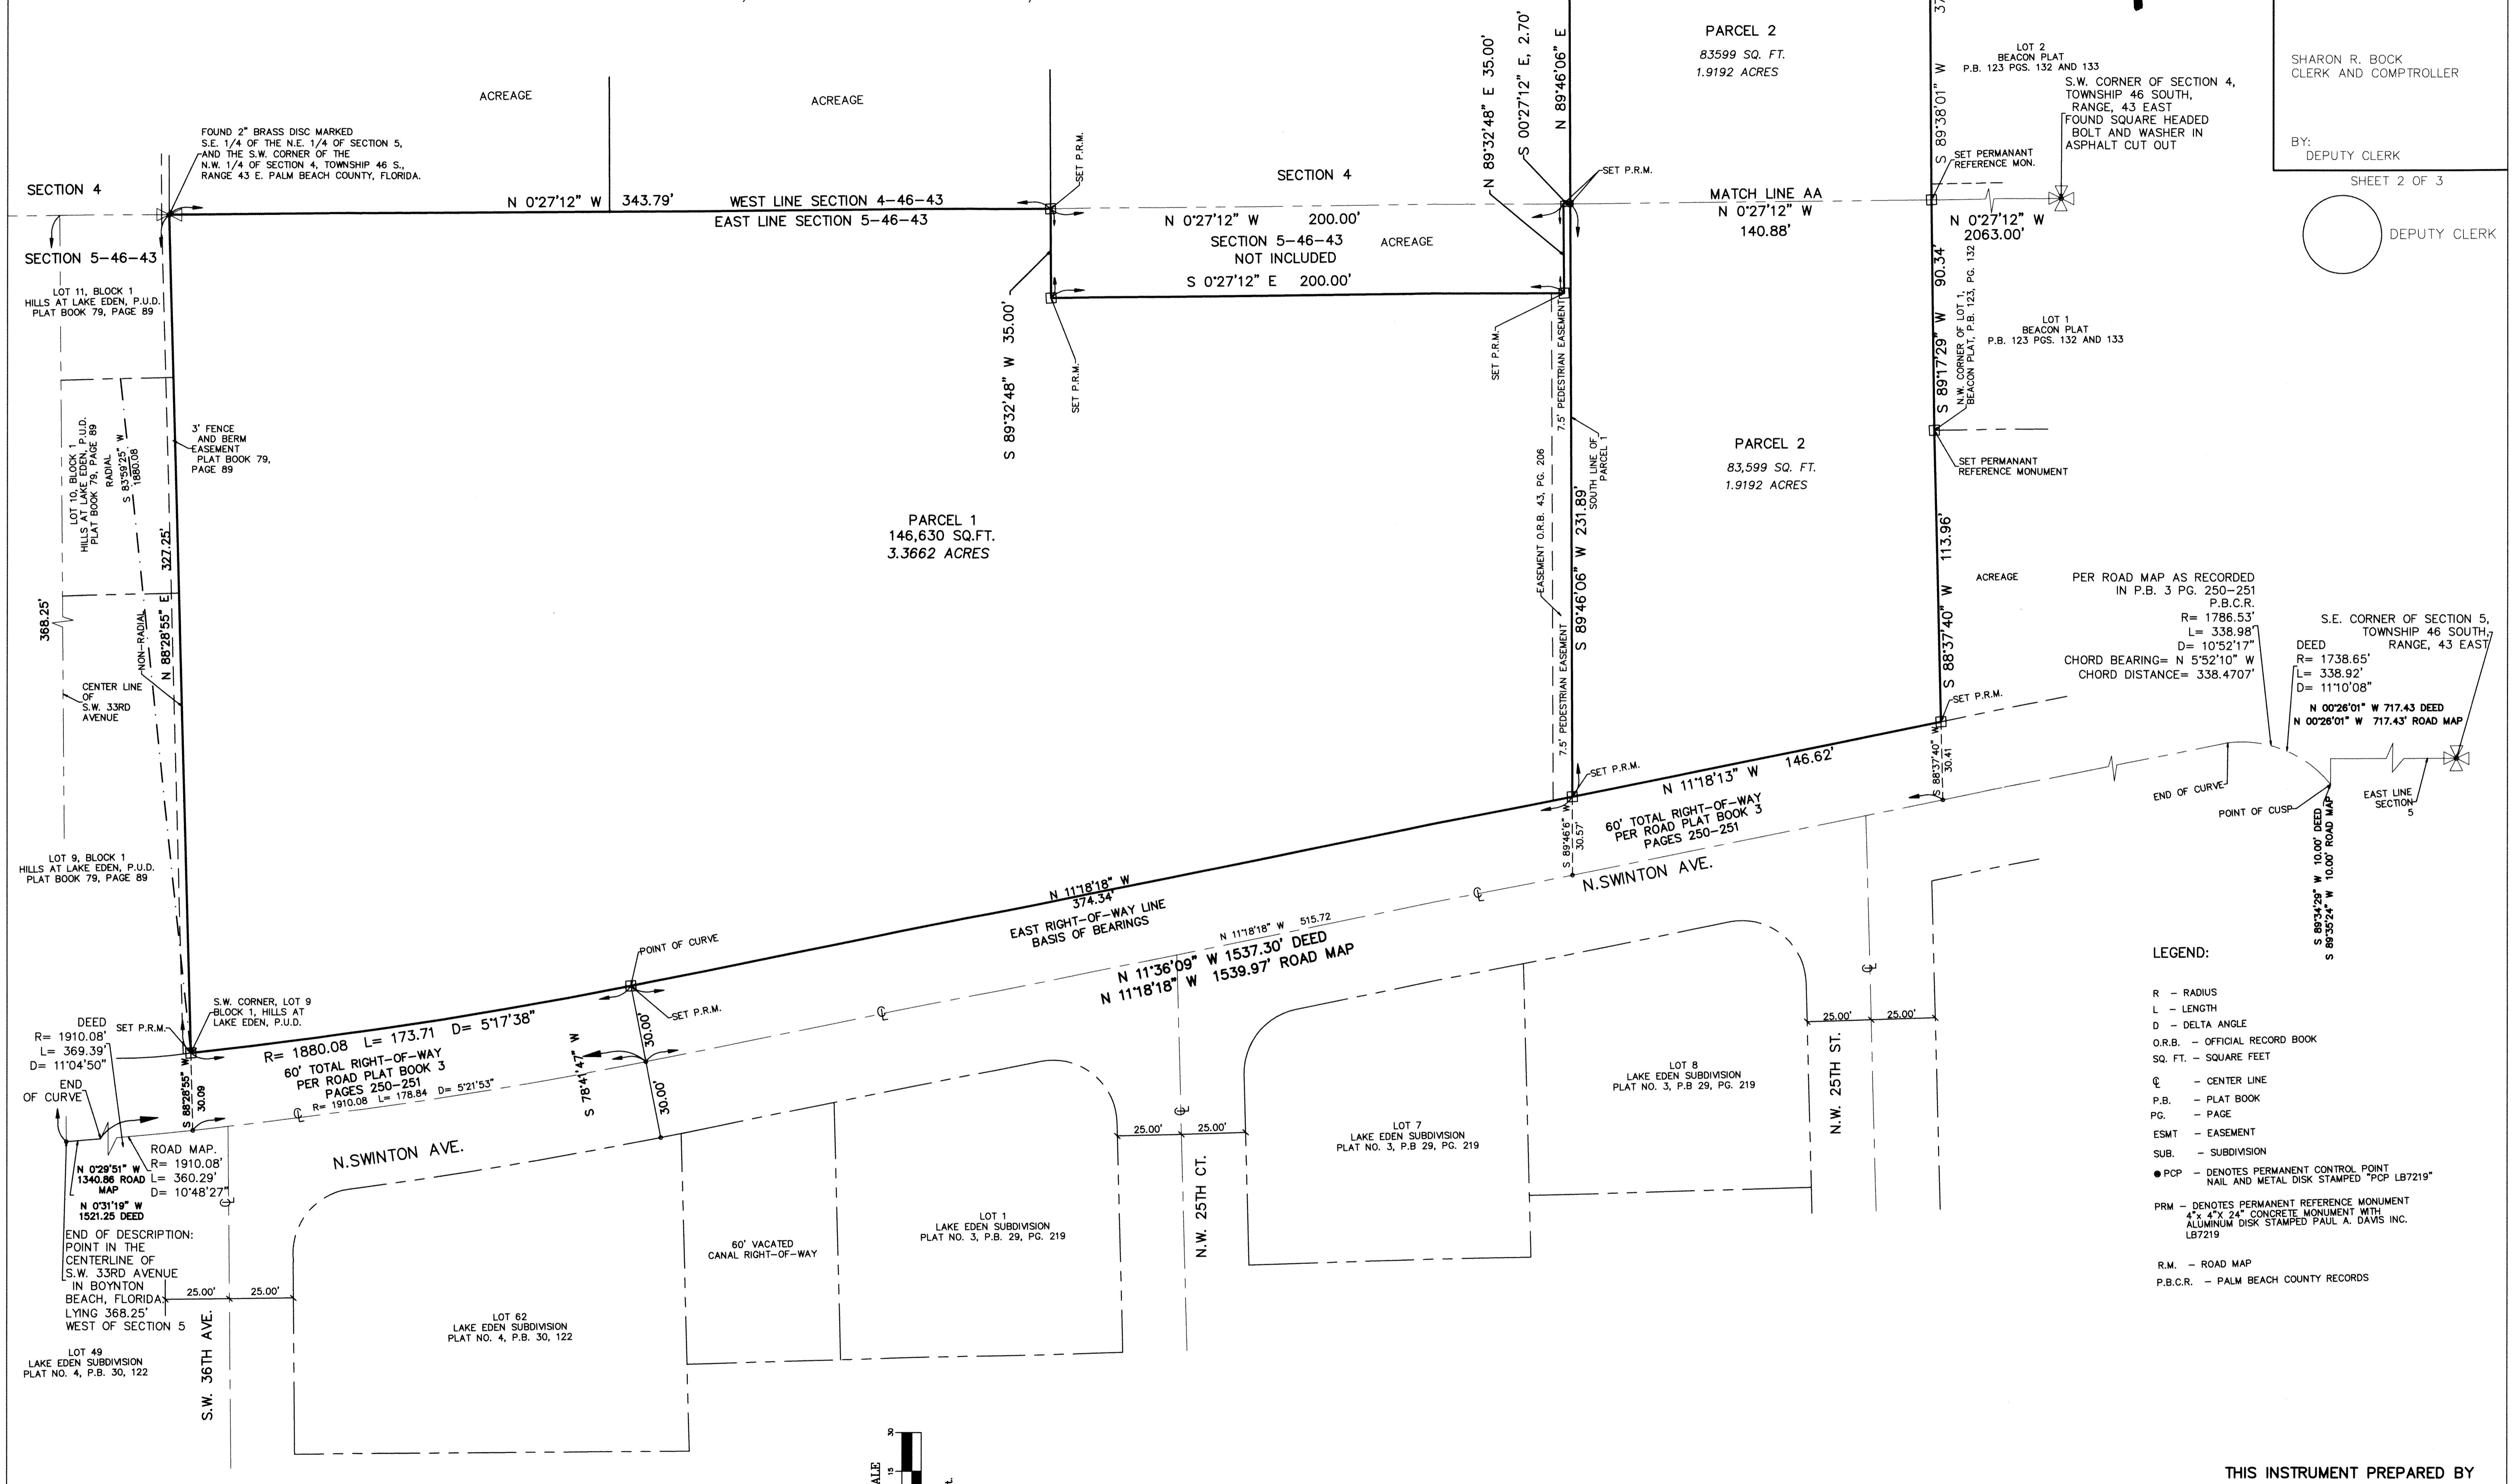 PARCEL 2
83599 SQ. FT.
1.9192 ACRES
LOT 2
BEACON PLAT
P.B. 123 PGS. 132 AND 133
S.W. CORNER OF SECTION 4,
TOWNSHIP 46 SOUTH,
RANGE, 43 EAST
FOUND SQUARE HEADED
BOLT AND WASHER IN
ASPHALT CUT OUT
SHARON R. BOCK
CLERK AND COMPTROLLER
BY:
DEPUTY CLERK
SHEET 2 OF 3
DEPUTY CLERK
ACREAGE
ACREAGE
FOUND 2" BRASS DISC MARKED
S.E. 1/4 OF THE N.E. 1/4 OF SECTION 5,
AND THE S.W. CORNER OF THE
N.W. 1/4 OF SECTION 4, TOWNSHIP 46 S.,
RANGE 43 E. PALM BEACH COUNTY, FLORIDA.
SECTION 4
SECTION 5-46-43
N 0°27'12" W 343.79'
WEST LINE SECTION 4-46-43
EAST LINE SECTION 5-46-43
SET P.R.M.
SECTION 4
N 0°27'12" W 200.00'
SECTION 5-46-43
NOT INCLUDED
ACREAGE
S 0°27'12" E 200.00'
N 89°32'48" E 35.00'
S 00°27'12" E, 2.70'
N 89°46'06" E
SET P.R.M.
MATCH LINE AA
N 0°27'12" W
140.88'
S 89°38'01" W
SET PERMANANT
REFERENCE MON.
N 0°27'12" W
2063.00'
LOT 11, BLOCK 1
HILLS AT LAKE EDEN, P.U.D.
PLAT BOOK 79, PAGE 89
S 89°32'48" W 35.00'
SET P.R.M.
SET P.R.M.
7.5' PEDESTRIAN EASEMENT
EASEMENT O.R.B. 43, PG. 206
7.5' PEDESTRIAN EASEMENT
S 89°46'06" W 231.89'
SOUTH LINE OF
PARCEL 1
S 89°17'29" W 90.34'
N.W. CORNER OF LOT 1,
BEACON PLAT, P.B. 123, PG. 132
LOT 1
BEACON PLAT
P.B. 123 PGS. 132 AND 133
SET PERMANANT
REFERENCE MONUMENT
PARCEL 2
83,599 SQ. FT.
1.9192 ACRES
PARCEL 1
146,630 SQ.FT.
3.3662 ACRES
LOT 10, BLOCK 1
HILLS AT LAKE EDEN, P.U.D.
PLAT BOOK 79, PAGE 89
RADIAL
S 83°59'25" W
1880.08
3' FENCE
AND BERM
EASEMENT
PLAT BOOK 79,
PAGE 89
N 88°28'55" E 327.25'
NON-RADIAL
368.25'
CENTER LINE
OF
S.W. 33RD
AVENUE
LOT 9, BLOCK 1
HILLS AT LAKE EDEN, P.U.D.
PLAT BOOK 79, PAGE 89
S 88°37'40" W 113.96'
ACREAGE
PER ROAD MAP AS RECORDED
IN P.B. 3 PG. 250-251
P.B.C.R.
R= 1786.53'
L= 338.98'
D= 10°52'17"
CHORD BEARING= N 5°52'10" W
CHORD DISTANCE= 338.4707'
S.E. CORNER OF SECTION 5,
TOWNSHIP 46 SOUTH,
RANGE, 43 EAST
DEED
R= 1738.65'
L= 338.92'
D= 11°10'08"
N 00°26'01" W 717.43 DEED
N 00°26'01" W 717.43' ROAD MAP
SET P.R.M.
S 88°37'40" W
30.41
END OF CURVE
POINT OF CUSP
EAST LINE
SECTION
5
S 89°34'29" W 10.00' DEED
S 89°35'24" W 10.00' ROAD MAP
SET P.R.M.
N 11°18'13" W 146.62'
60' TOTAL RIGHT-OF-WAY
PER ROAD PLAT BOOK 3
PAGES 250-251
S 89°46'6" W
30.57'
N.SWINTON AVE.
N 11°18'18" W
374.34'
EAST RIGHT-OF-WAY LINE
BASIS OF BEARINGS
N 11°18'18" W 515.72
N 11°36'09" W 1537.30' DEED
N 11°18'18" W 1539.97' ROAD MAP
POINT OF CURVE
SET P.R.M.
30.00'
30.00'
S 78°41'47" W
S.W. CORNER, LOT 9
BLOCK 1, HILLS AT
LAKE EDEN, P.U.D.
SET P.R.M.
DEED
R= 1910.08'
L= 369.39'
D= 11°04'50"
END
OF CURVE
R= 1880.08 L= 173.71 D= 5°17'38"
60' TOTAL RIGHT-OF-WAY
PER ROAD PLAT BOOK 3
PAGES 250-251
R= 1910.08 L= 178.84 D= 5°21'53"
S 88°28'55" W
30.09
N.SWINTON AVE.
ROAD MAP.
R= 1910.08'
L= 360.29'
D= 10°48'27"
N 0°29'51" W
1340.86 ROAD
MAP
N 0°31'19" W
1521.25 DEED
END OF DESCRIPTION:
POINT IN THE
CENTERLINE OF
S.W. 33RD AVENUE
IN BOYNTON
BEACH, FLORIDA
LYING 368.25'
WEST OF SECTION 5
LOT 49
LAKE EDEN SUBDIVISION
PLAT NO. 4, P.B. 30, 122
25.00' 25.00'
S.W. 36TH AVE.
LOT 62
LAKE EDEN SUBDIVISION
PLAT NO. 4, P.B. 30, 122
60' VACATED
CANAL RIGHT-OF-WAY
LOT 1
LAKE EDEN SUBDIVISION
PLAT NO. 3, P.B. 29, PG. 219
25.00' 25.00'
N.W. 25TH CT.
LOT 7
LAKE EDEN SUBDIVISION
PLAT NO. 3, P.B 29, PG. 219
LOT 8
LAKE EDEN SUBDIVISION
PLAT NO. 3, P.B 29, PG. 219
25.00' 25.00'
N.W. 25TH ST.
LEGEND:
R - RADIUS
L - LENGTH
D - DELTA ANGLE
O.R.B. - OFFICIAL RECORD BOOK
SQ. FT. - SQUARE FEET
℄ - CENTER LINE
P.B. - PLAT BOOK
PG. - PAGE
ESMT - EASEMENT
SUB. - SUBDIVISION
● PCP - DENOTES PERMANENT CONTROL POINT
NAIL AND METAL DISK STAMPED "PCP LB7219"
PRM - DENOTES PERMANENT REFERENCE MONUMENT
4"x 4"X 24" CONCRETE MONUMENT WITH
ALUMINUM DISK STAMPED PAUL A. DAVIS INC.
LB7219
R.M. - ROAD MAP
P.B.C.R. - PALM BEACH COUNTY RECORDS
30
15
THIS INSTRUMENT PREPARED BY